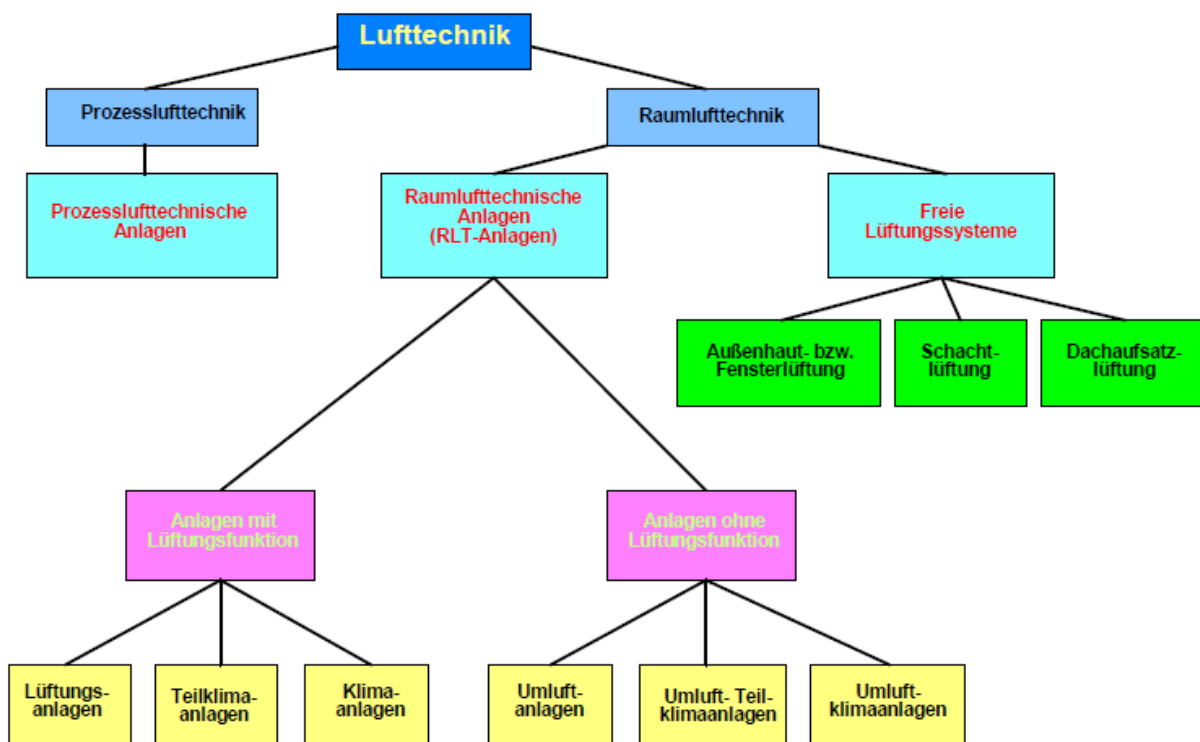 Lufttechnik
Prozesslufttechnik
Raumlufttechnik
Prozesslufttechnische
Anlagen
Raumlufttechnische
Anlagen
(RLT-Anlagen)
Freie
Lüftungssysteme
Außenhaut- bzw.
Fensterlüftung
Schacht-
lüftung
Dachaufsatz-
lüftung
Anlagen mit
Lüftungsfunktion
Anlagen ohne
Lüftungsfunktion
Lüftungs-
anlagen
Teilklima-
anlagen
Klima-
anlagen
Umluft-
anlagen
Umluft- Teil-
klimaanlagen
Umluft-
klimaanlagen